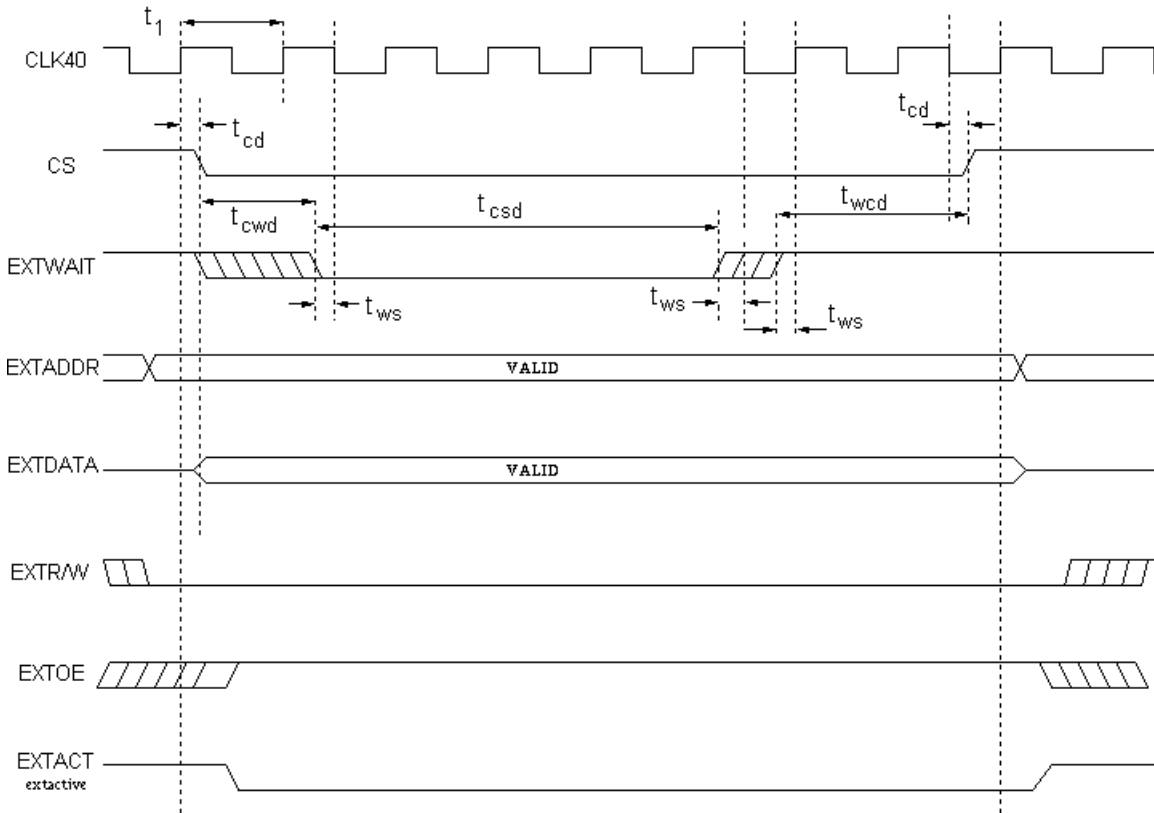 t1
CLK40
tcd
tcd
CS
tcwd
tcsd
twcd
EXTWAIT
tws
tws
tws
EXTADDR
VALID
EXTDATA
VALID
EXTR/W
EXTOE
EXTACT
extactive